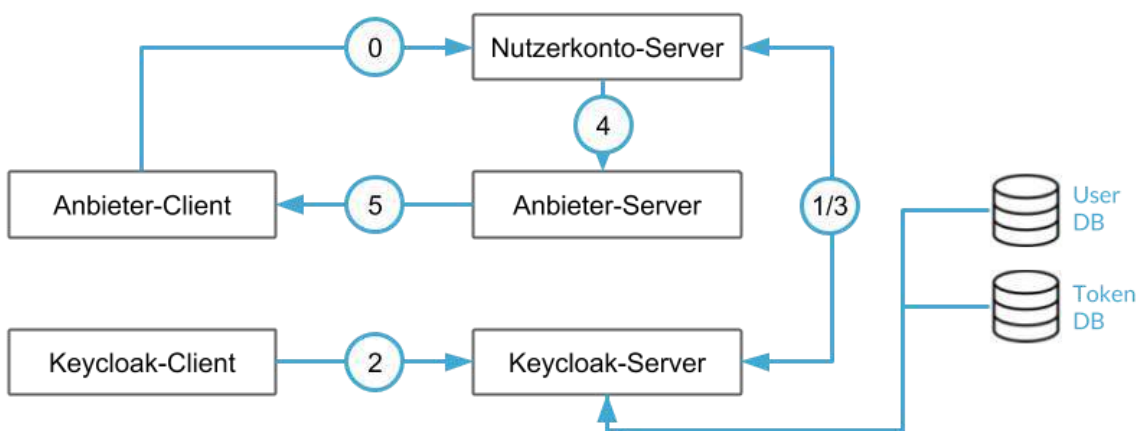 0
Nutzerkonto-Server
4
Anbieter-Client
5
Anbieter-Server
1/3
User
DB
Token
DB
Keycloak-Client
2
Keycloak-Server